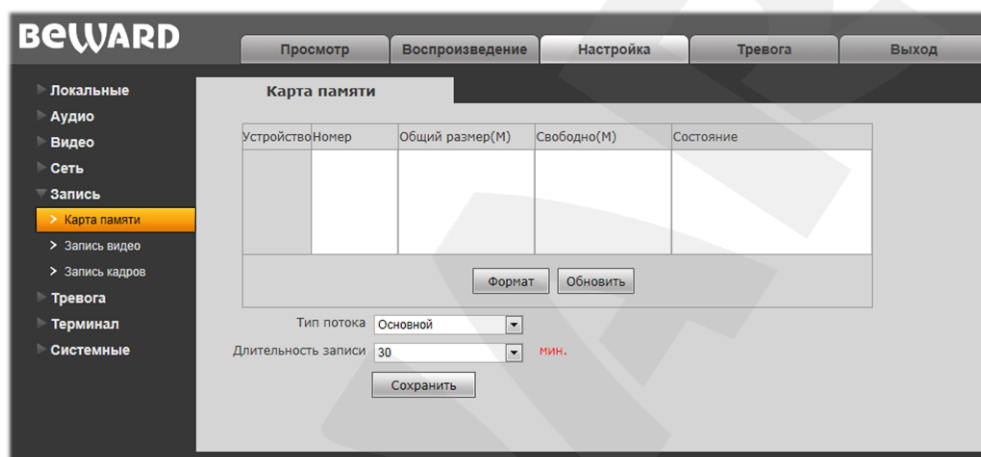 BEWARD
Просмотр Воспроизведение Настройка Тревога Выход
Локальные
Аудио
Видео
Сеть
Запись
> Карта памяти
> Запись видео
> Запись кадров
Тревога
Терминал
Системные
Карта памяти
Устройство Номер Общий размер(М) Свободно(М) Состояние
Формат Обновить
Тип потока Основной
Длительность записи 30 мин.
Сохранить